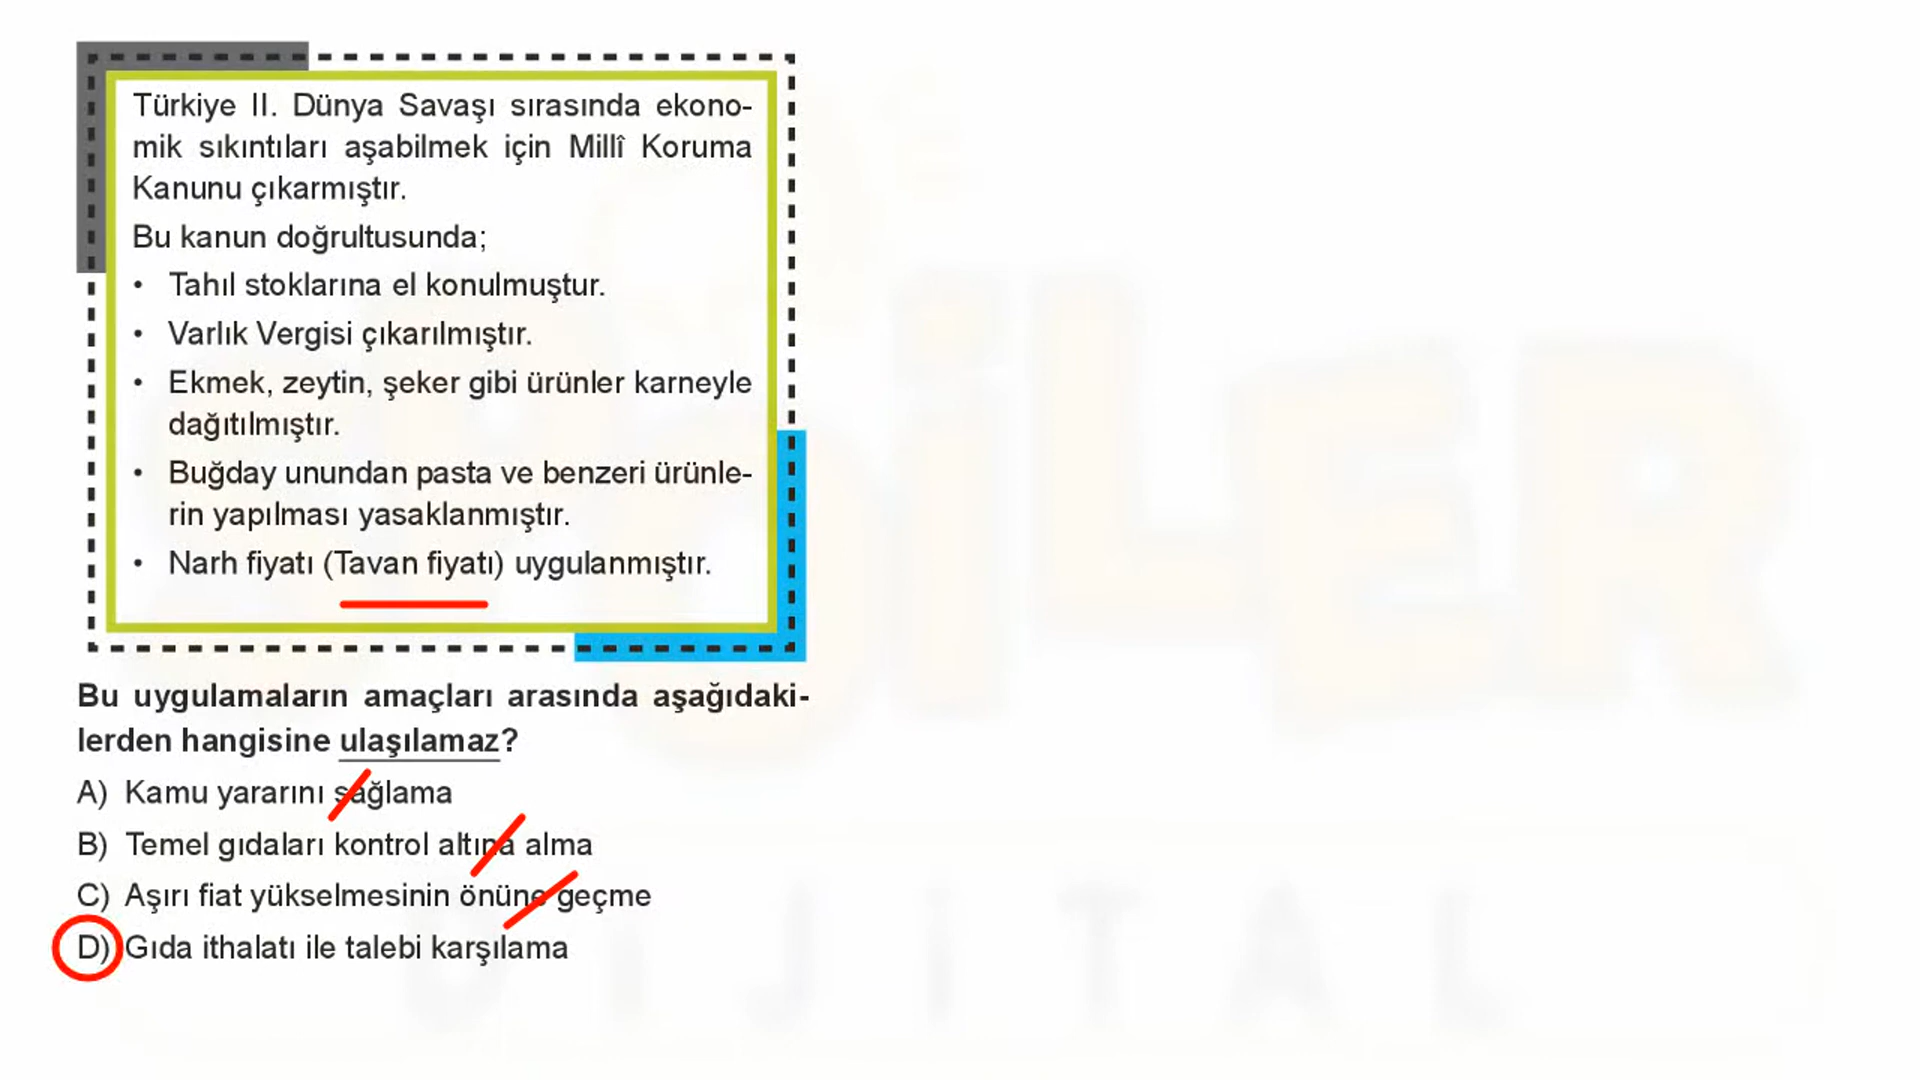 Türkiye II. Dünya Savaşı sırasında ekono-
mik sıkıntıları aşabilmek için Millî Koruma
Kanunu çıkarmıştır.
Bu kanun doğrultusunda;
• Tahıl stoklarına el konulmuştur.
• Varlık Vergisi çıkarılmıştır.
• Ekmek, zeytin, şeker gibi ürünler karneyle
dağıtılmıştır.
• Buğday unundan pasta ve benzeri ürünle-
rin yapılması yasaklanmıştır.
• Narh fiyatı (Tavan fiyatı) uygulanmıştır.
Bu uygulamaların amaçları arasında aşağıdaki-
lerden hangisine ulaşılamaz?
A) Kamu yararını sağlama
B) Temel gıdaları kontrol altına alma
C) Aşırı fiat yükselmesinin önüne geçme
D) Gıda ithalatı ile talebi karşılama
DİJİTAL